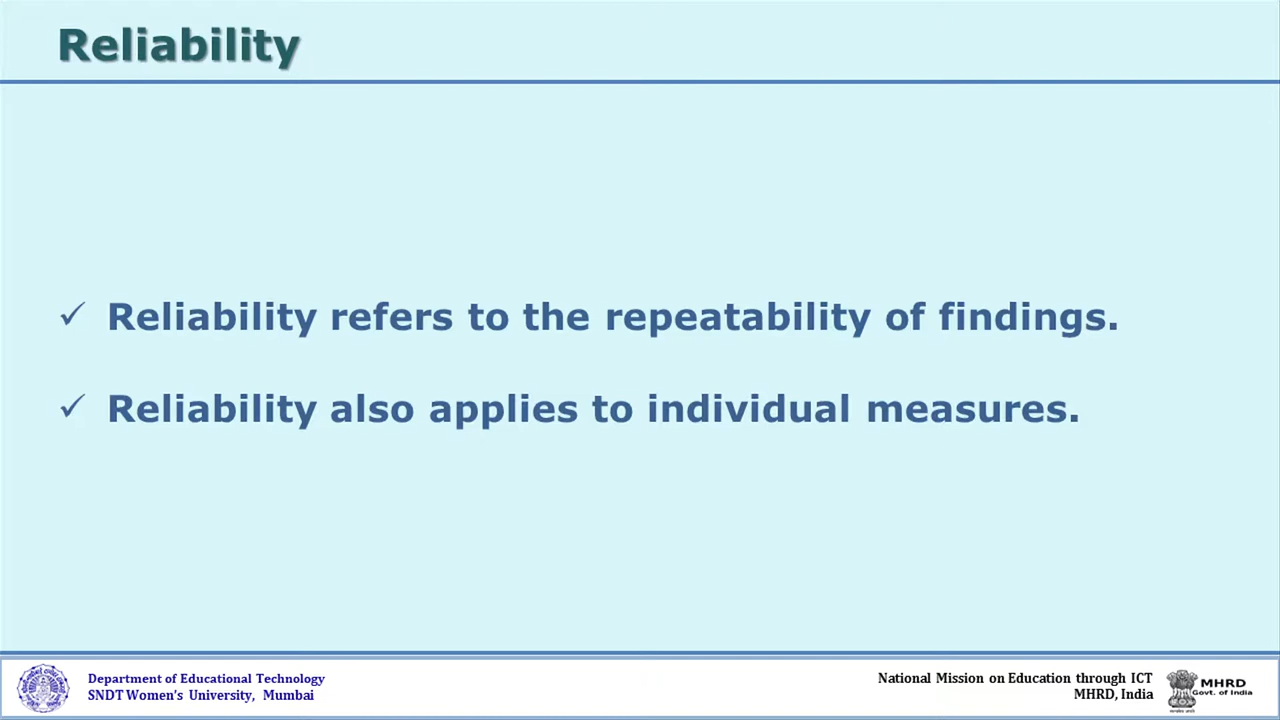 Reliability
✓ Reliability refers to the repeatability of findings.
✓ Reliability also applies to individual measures.
Department of Educational Technology
SNDT Women's University, Mumbai
National Mission on Education through ICT
MHRD, India
MHRD
Govt. of India